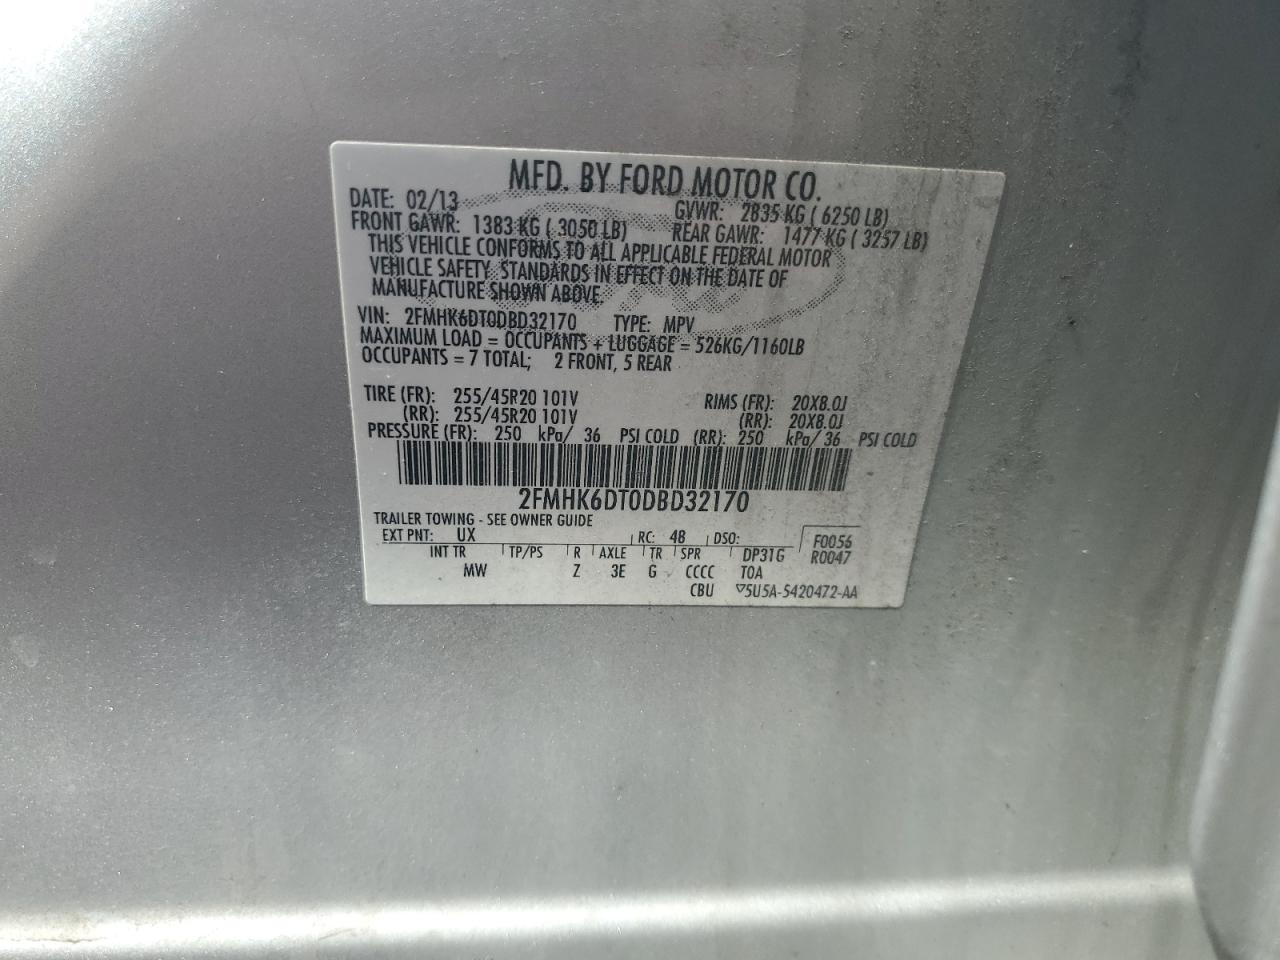 MFD. BY FORD MOTOR CO.
DATE: 02/13 GVWR: 2835 KG ( 6250 LB)
FRONT GAWR: 1383 KG ( 3050 LB) REAR GAWR: 1477 KG ( 3257 LB)
THIS VEHICLE CONFORMS TO ALL APPLICABLE FEDERAL MOTOR
VEHICLE SAFETY STANDARDS IN EFFECT ON THE DATE OF
MANUFACTURE SHOWN ABOVE.
VIN: 2FMHK6DT0DBD32170 TYPE: MPV
MAXIMUM LOAD = OCCUPANTS + LUGGAGE = 526KG/1160LB
OCCUPANTS = 7 TOTAL; 2 FRONT, 5 REAR
TIRE (FR): 255/45R20 101V RIMS (FR): 20X8.0J
(RR): 255/45R20 101V (RR): 20X8.0J
PRESSURE (FR): 250 kPa/ 36 PSI COLD (RR): 250 kPa/ 36 PSI COLD
2FMHK6DT0DBD32170
TRAILER TOWING - SEE OWNER GUIDE
EXT PNT: UX RC: 48 DSO: F0056
INT TR TP/PS R AXLE TR SPR DP31G R0047
MW Z 3E G CCCC TOA
CBU 5U5A-5420472-AA